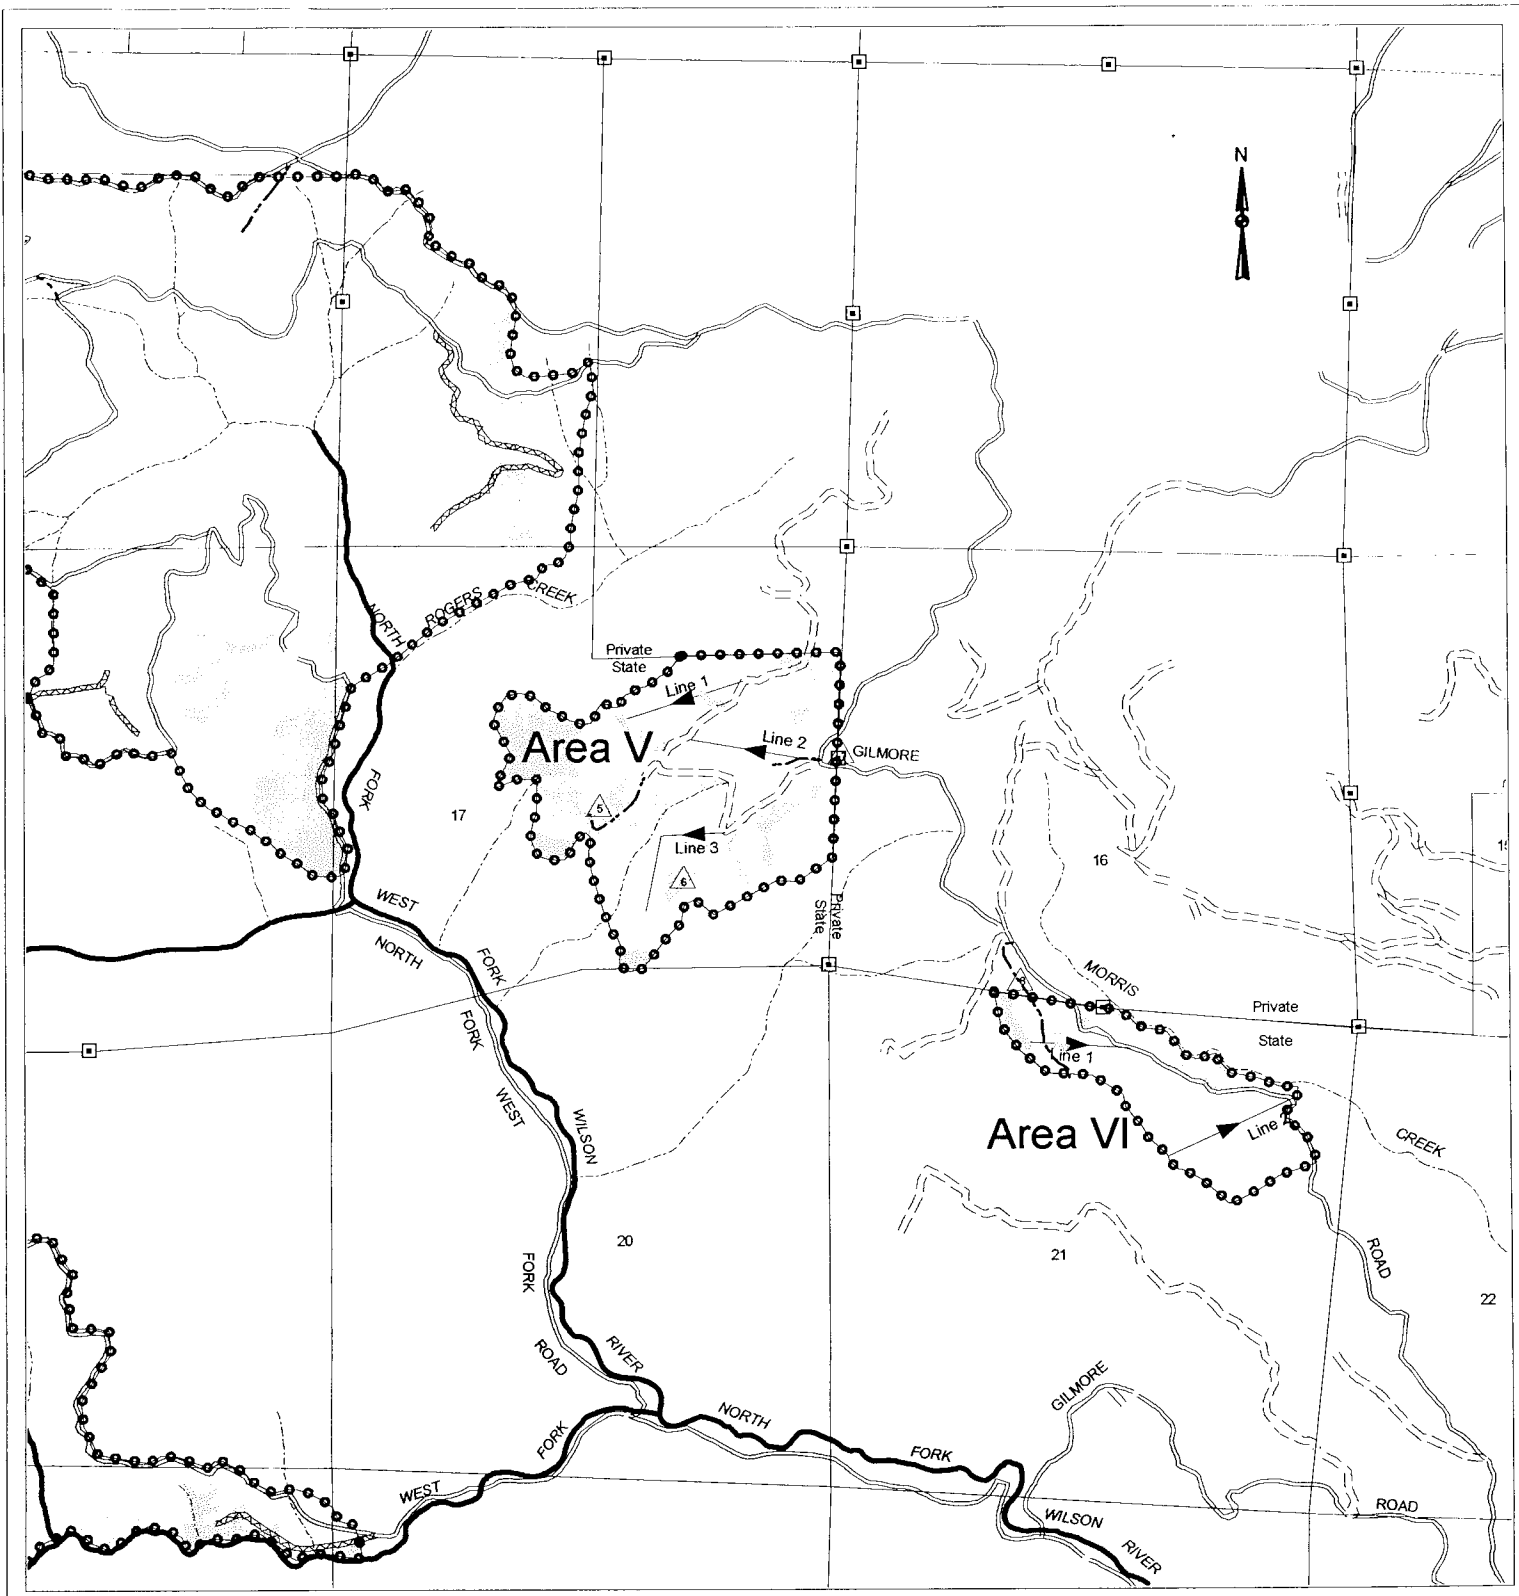 N
NORTH
ROGERS
CREEK
Private
State
Line 1
Area V
Line 2
GILMORE
FORK
5
17
Line 3
16
6
WEST
Private
State
NORTH
FORK
MORRIS
Private
FORK
State
Line 1
WEST
WILSON
Area VI
Line 2
CREEK
20
21
ROAD
FORK
22
RIVER
ROAD
GILMORE
NORTH
FORK
FORK
WEST
ROAD
WILSON
RIVER